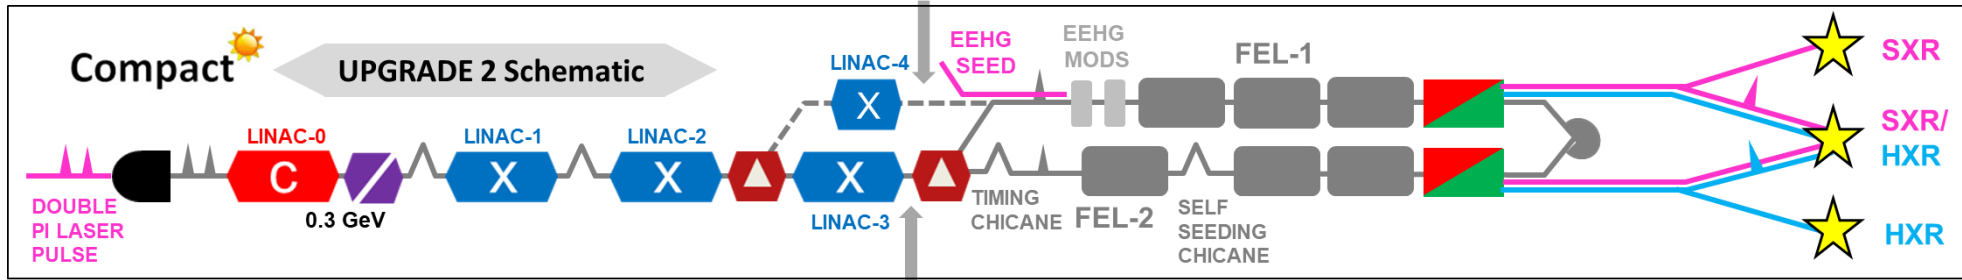 Compact
UPGRADE 2 Schematic
DOUBLE
PI LASER
PULSE
LINAC-0
C
0.3 GeV
LINAC-1
X
LINAC-2
X
LINAC-4
X
X
LINAC-3
EEHG
SEED
EEHG
MODS
FEL-1
TIMING
CHICANE
FEL-2
SELF
SEEDING
CHICANE
SXR
SXR/
HXR
HXR